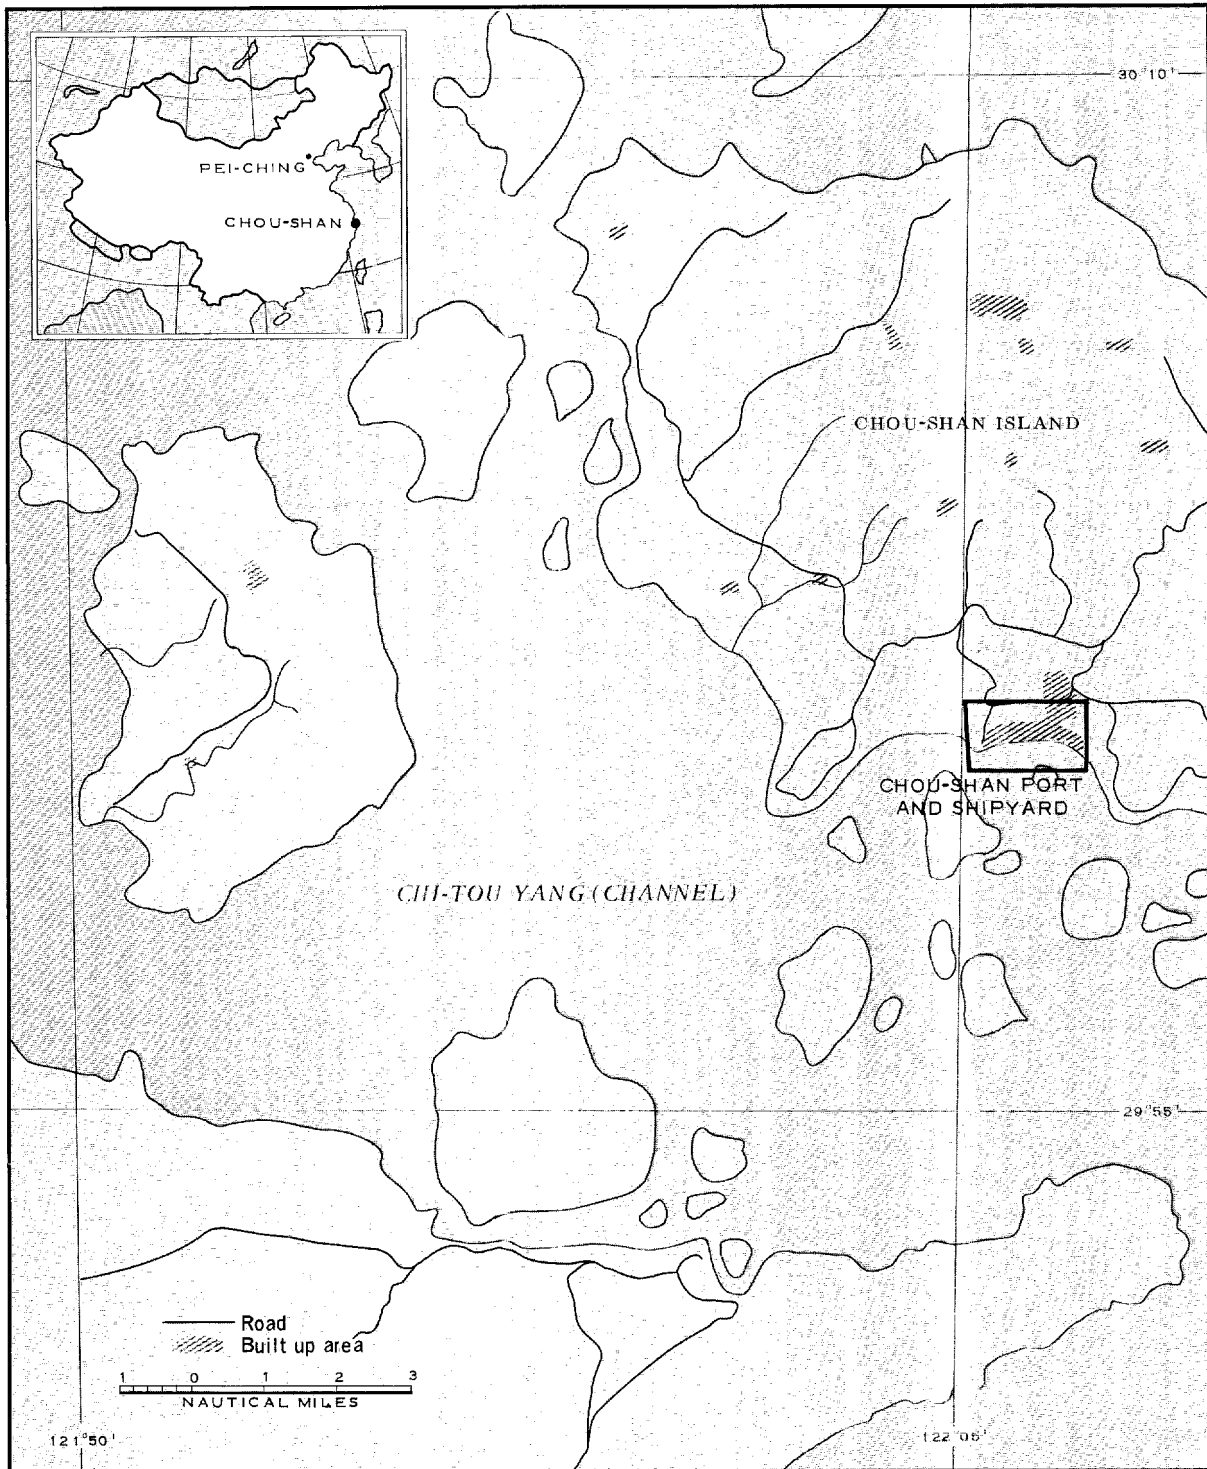 30°10'
PEI-CHING
CHOU-SHAN
CHOU-SHAN ISLAND
CHOU-SHAN PORT
AND SHIPYARD
CHI-TOU YANG (CHANNEL)
29°55'
Road
Built up area
1 0 1 2 3
NAUTICAL MILES
121°50'
122°05'